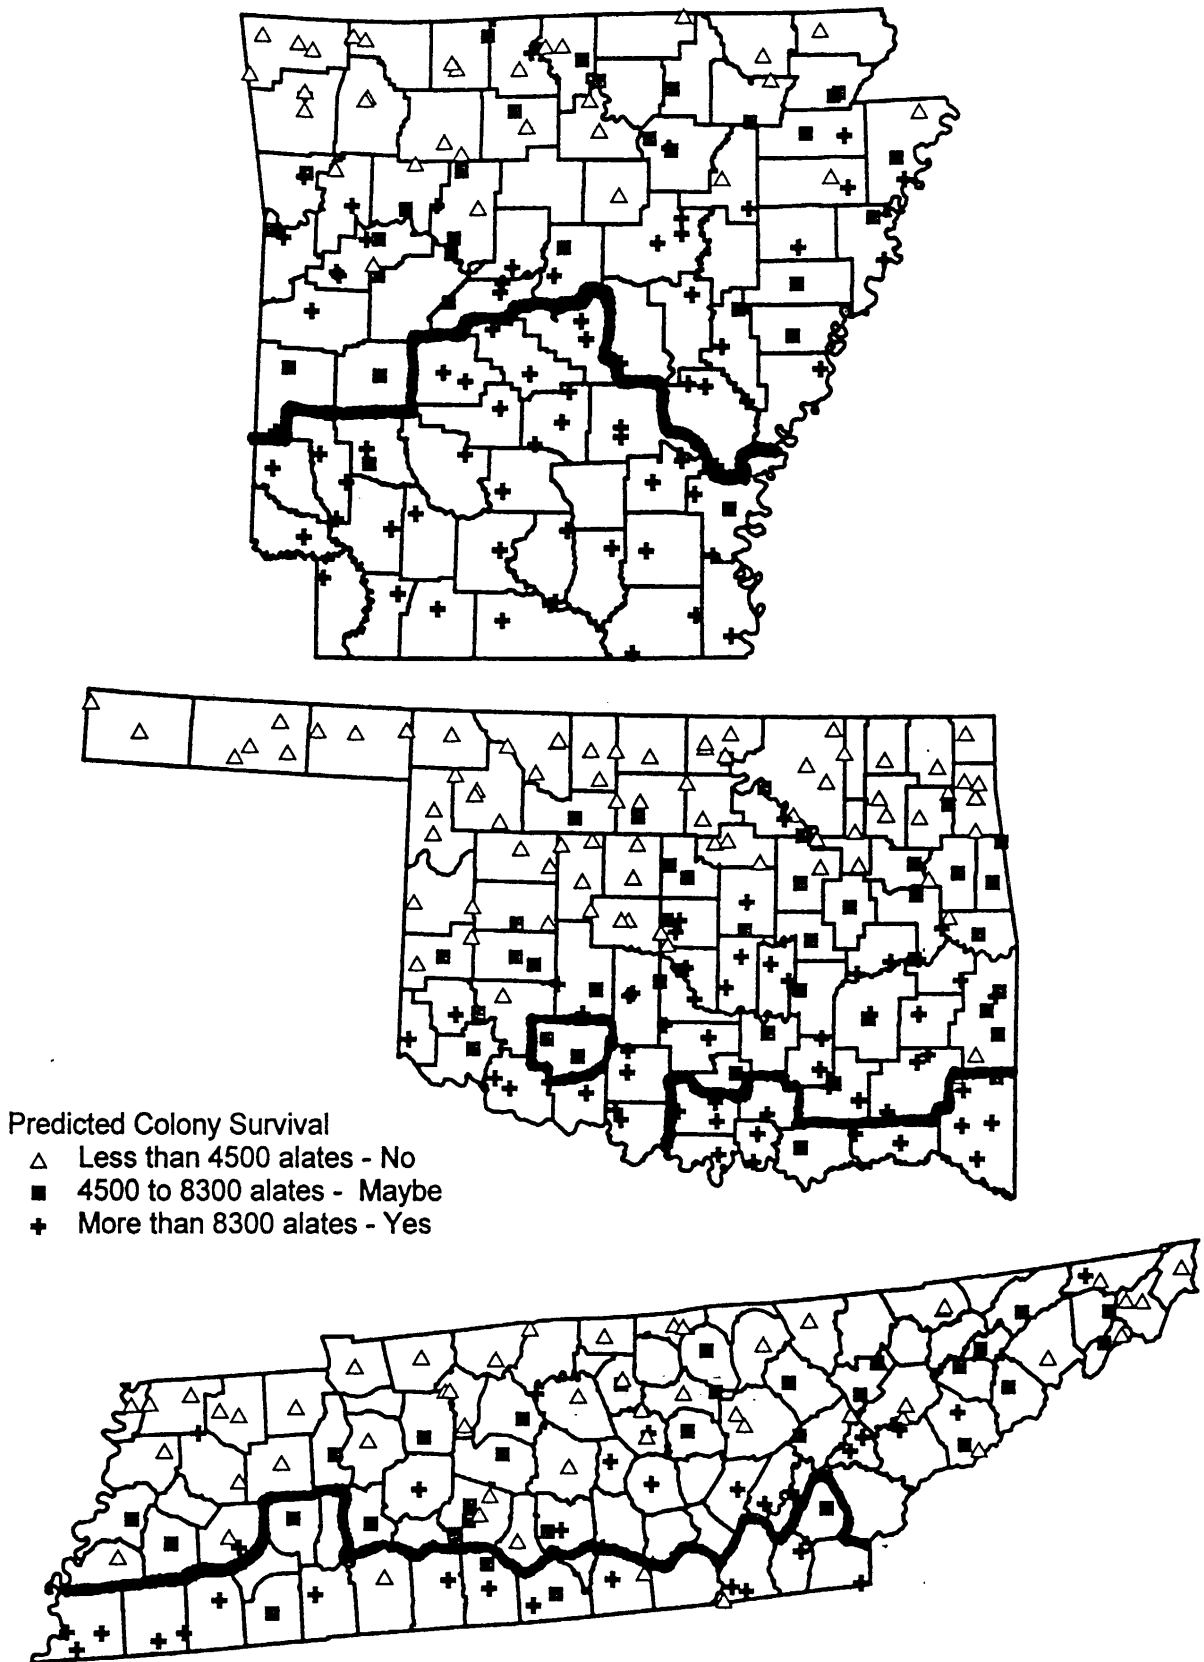 Predicted Colony Survival
Less than 4500 alates - No
4500 to 8300 alates - Maybe
More than 8300 alates - Yes